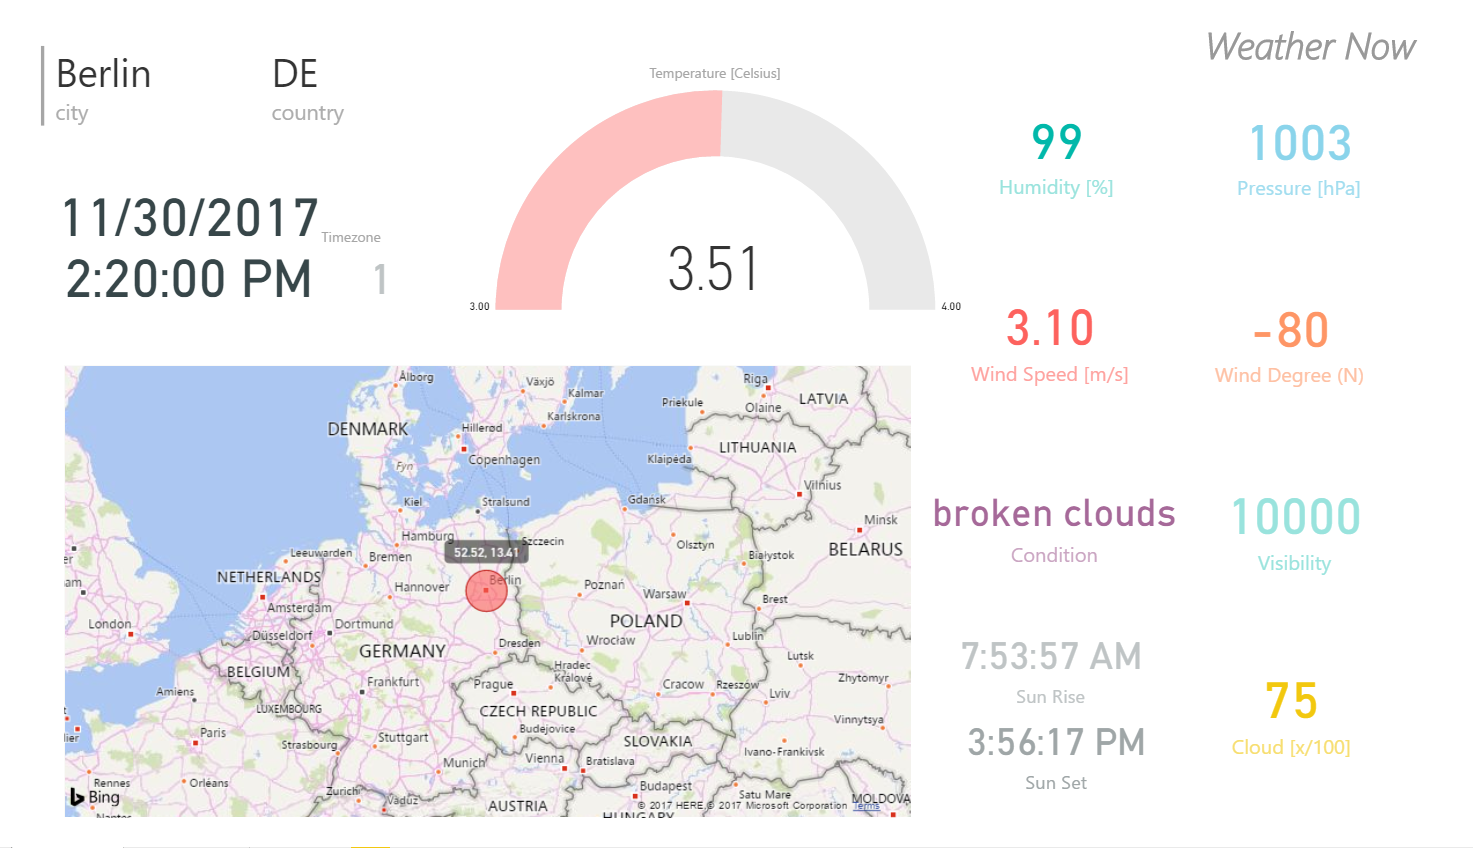 Weather Now
Berlin
city
DE
country
11/30/2017
2:20:00 PM
Timezone
1
Temperature [Celsius]
3.51
3.00
4.00
99
Humidity [%]
1003
Pressure [hPa]
3.10
Wind Speed [m/s]
-80
Wind Degree (N)
broken clouds
Condition
10000
Visibility
7:53:57 AM
Sun Rise
3:56:17 PM
Sun Set
75
Cloud [x/100]
Ålborg
Växjö
Kalmar
Karlskrona
Riga
Olaine
LATVIA
Priekule
DENMARK
Hillerød
Copenhagen
Fyn
LITHUANIA
Klaipėda
Vilnius
Kiel
Stralsund
Gdańsk
Minsk
Hamburg
Szczecin
52.52, 13.41
Olsztyn
Białystok
BELARUS
Leeuwarden
Bremen
NETHERLANDS
Hannover
Berlin
Poznań
Warsaw
Brest
Amsterdam
London
Düsseldorf
Dortmund
POLAND
Wrocław
Lublin
Dresden
GERMANY
Lutsk
BELGIUM
Hradec
Králové
Frankfurt
Prague
Cracow
Rzeszów
Lviv
Zhytomyr
Amiens
LUXEMBOURG
CZECH REPUBLIC
Vinnytsya
Paris
Stuttgart
Budejovice
SLOVAKIA
Strasbourg
Ivano-Frankivsk
Munich
Vienna
Bratislava
Rennes
Orléans
Zurich
Vaduz
Budapest
Satu Mare
MOLDOVA
Bing
AUSTRIA
HUNGARY
© 2017 HERE, © 2017 Microsoft Corporation Terms
Nantes